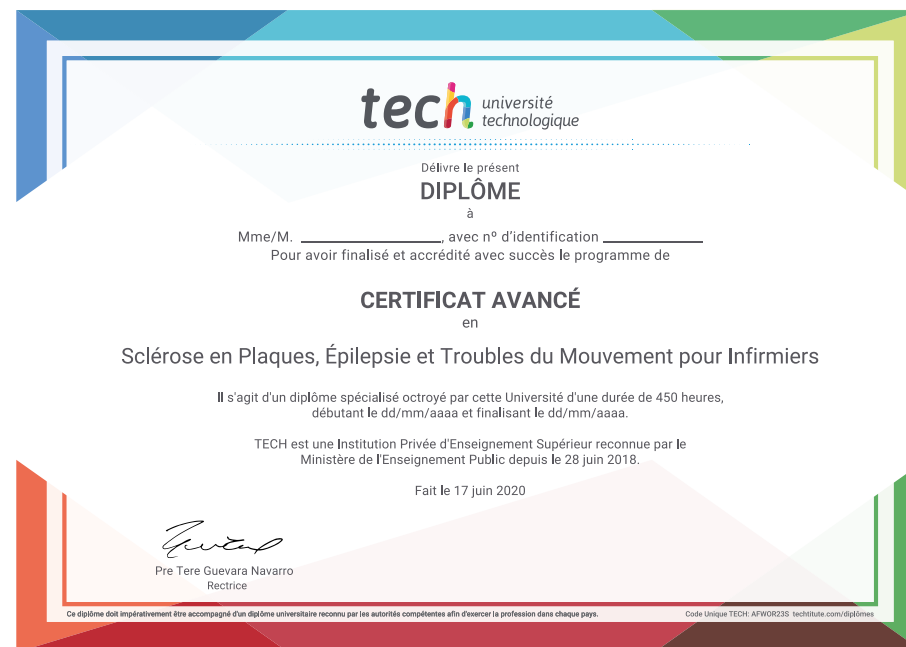 tech université
technologique
Délivre le présent
DIPLÔME
à
Mme/M. ____________________, avec nº d'identification ______________
Pour avoir finalisé et accrédité avec succès le programme de
CERTIFICAT AVANCÉ
en
Sclérose en Plaques, Épilepsie et Troubles du Mouvement pour Infirmiers
Il s'agit d'un diplôme spécialisé octroyé par cette Université d'une durée de 450 heures,
débutant le dd/mm/aaaa et finalisant le dd/mm/aaaa.
TECH est une Institution Privée d'Enseignement Supérieur reconnue par le
Ministère de l'Enseignement Public depuis le 28 juin 2018.
Fait le 17 juin 2020
Pre Tere Guevara Navarro
Rectrice
Ce diplôme doit impérativement être accompagné d'un diplôme universitaire reconnu par les autorités compétentes afin d'exercer la profession dans chaque pays.
Code Unique TECH: AFWOR23S techtitute.com/diplômes